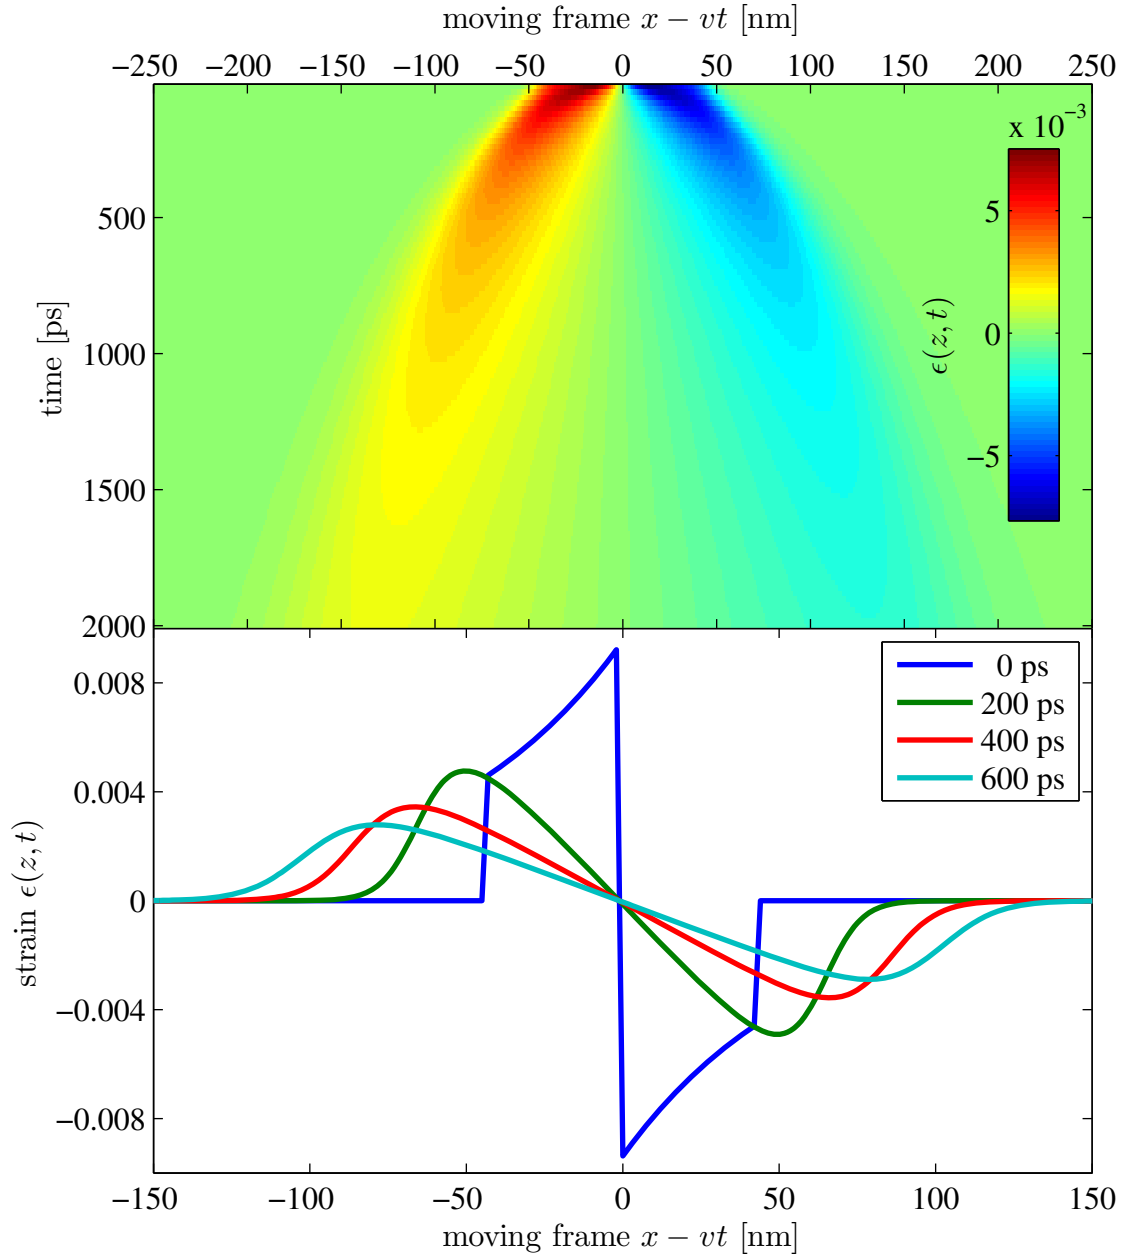 moving frame x − vt [nm]
−250 −200 −150 −100 −50 0 50 100 150 200 250
x 10⁻³
5
0
−5
ϵ(z, t)
500
1000
1500
2000
time [ps]
0 ps
200 ps
400 ps
600 ps
0.008
0.004
0
−0.004
−0.008
strain ϵ(z, t)
−150 −100 −50 0 50 100 150
moving frame x − vt [nm]